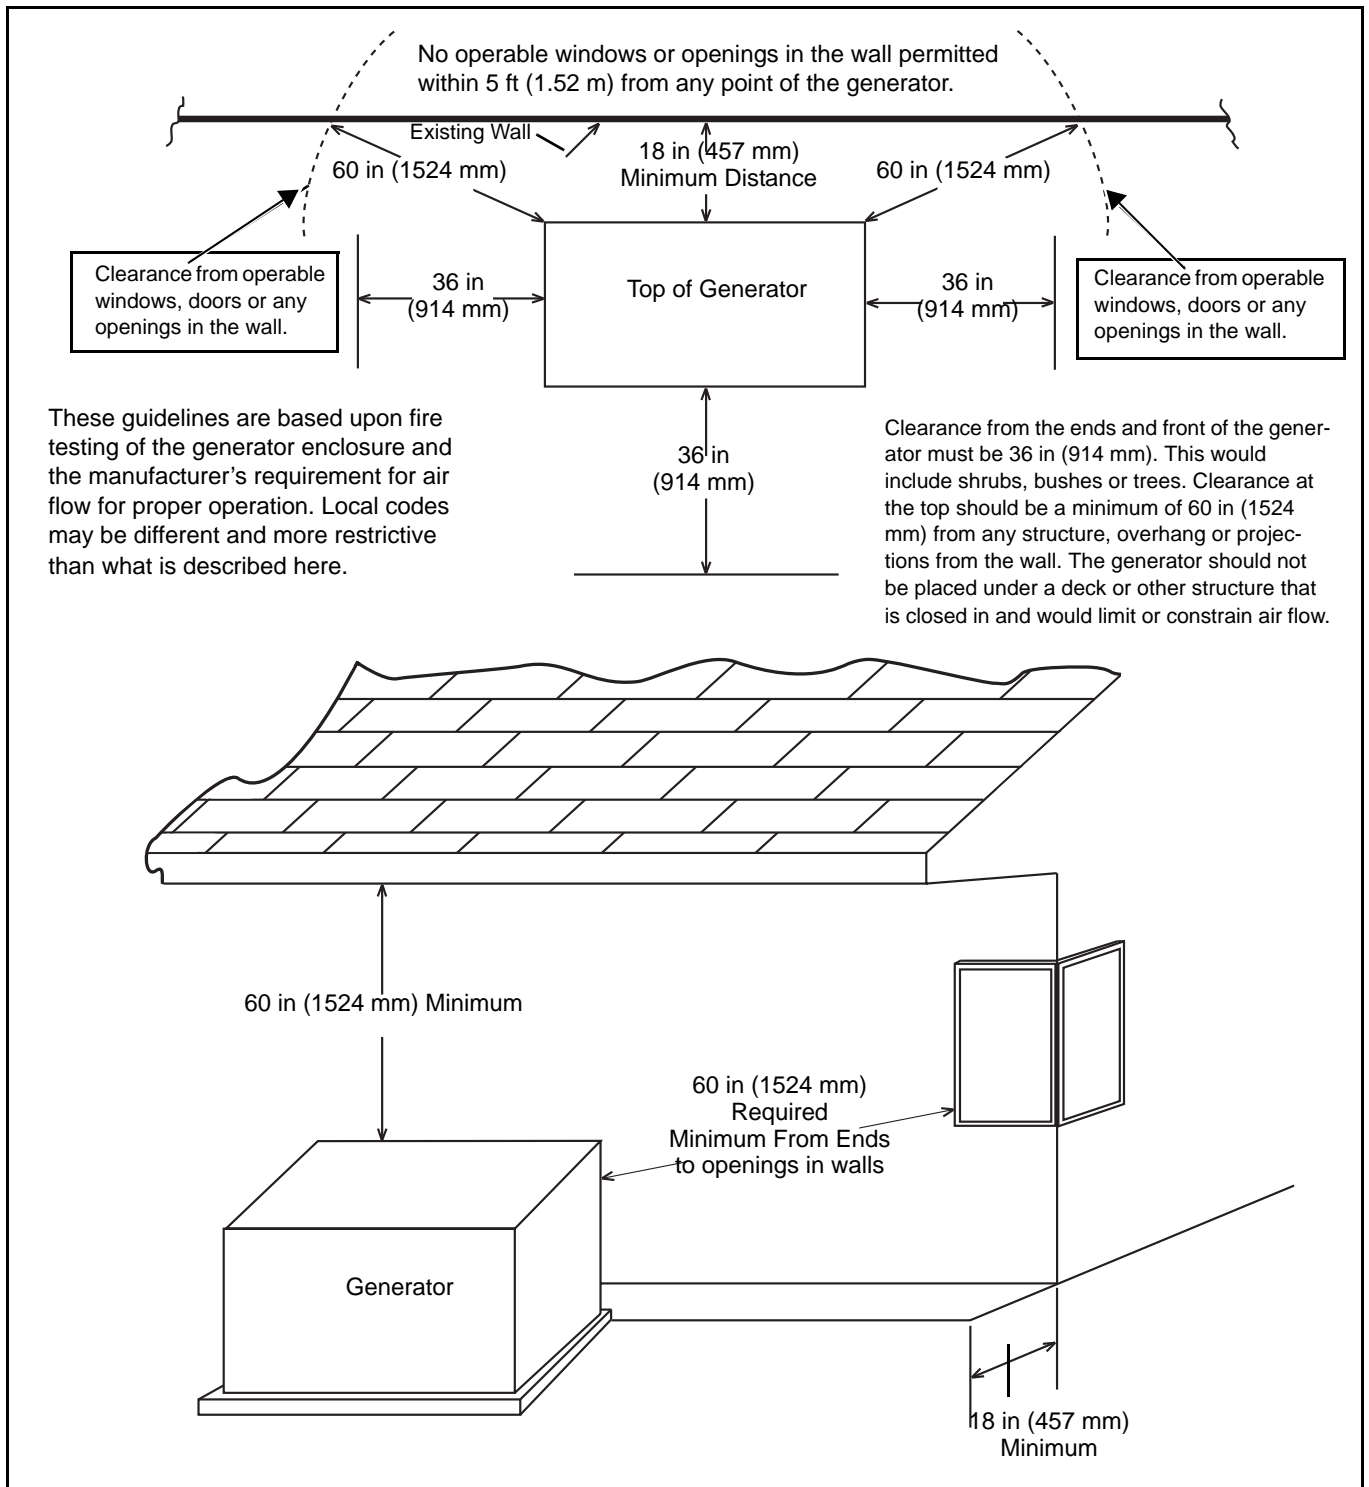 No operable windows or openings in the wall permitted
within 5 ft (1.52 m) from any point of the generator.
Existing Wall
18 in (457 mm)
Minimum Distance
60 in (1524 mm)
60 in (1524 mm)
Clearance from operable
windows, doors or any
openings in the wall.
36 in
(914 mm)
Top of Generator
36 in
(914 mm)
Clearance from operable
windows, doors or any
openings in the wall.
These guidelines are based upon fire
testing of the generator enclosure and
the manufacturer's requirement for air
flow for proper operation. Local codes
may be different and more restrictive
than what is described here.
36 in
(914 mm)
Clearance from the ends and front of the gener-
ator must be 36 in (914 mm). This would
include shrubs, bushes or trees. Clearance at
the top should be a minimum of 60 in (1524
mm) from any structure, overhang or projec-
tions from the wall. The generator should not
be placed under a deck or other structure that
is closed in and would limit or constrain air flow.
60 in (1524 mm) Minimum
60 in (1524 mm)
Required
Minimum From Ends
to openings in walls
Generator
18 in (457 mm)
Minimum